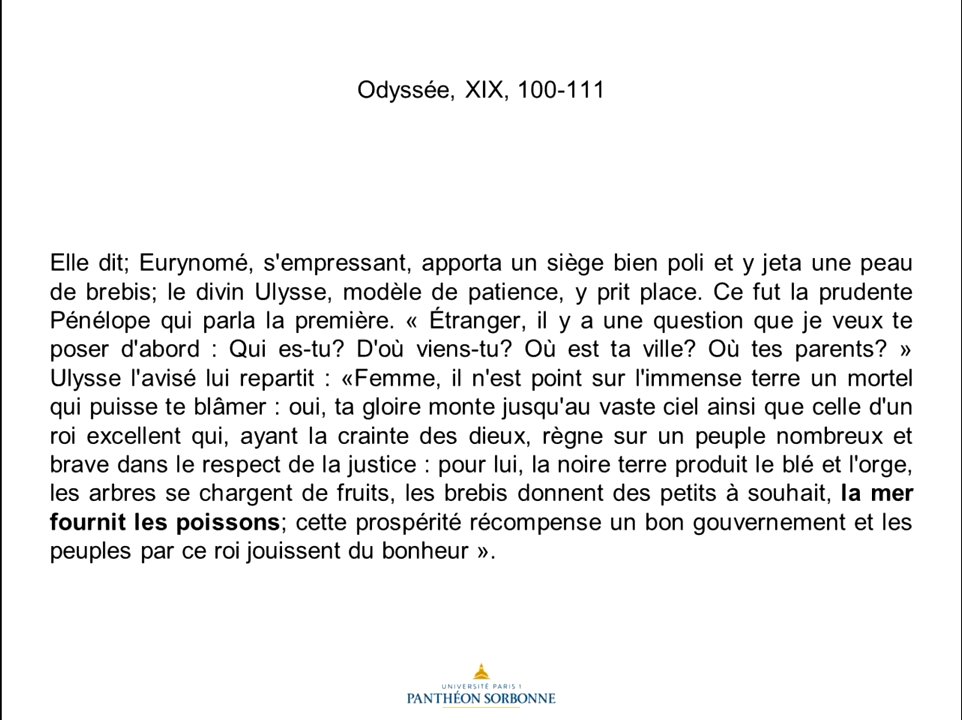 Odyssée, XIX, 100-111
Elle dit; Eurynomé, s'empressant, apporta un siège bien poli et y jeta une peau
de brebis; le divin Ulysse, modèle de patience, y prit place. Ce fut la prudente
Pénélope qui parla la première. « Étranger, il y a une question que je veux te
poser d'abord : Qui es-tu? D'où viens-tu? Où est ta ville? Où tes parents? »
Ulysse l'avisé lui repartit : «Femme, il n'est point sur l'immense terre un mortel
qui puisse te blâmer : oui, ta gloire monte jusqu'au vaste ciel ainsi que celle d'un
roi excellent qui, ayant la crainte des dieux, règne sur un peuple nombreux et
brave dans le respect de la justice : pour lui, la noire terre produit le blé et l'orge,
les arbres se chargent de fruits, les brebis donnent des petits à souhait, la mer
fournit les poissons; cette prospérité récompense un bon gouvernement et les
peuples par ce roi jouissent du bonheur ».
UNIVERSITÉ PARIS 1
PANTHÉON SORBONNE